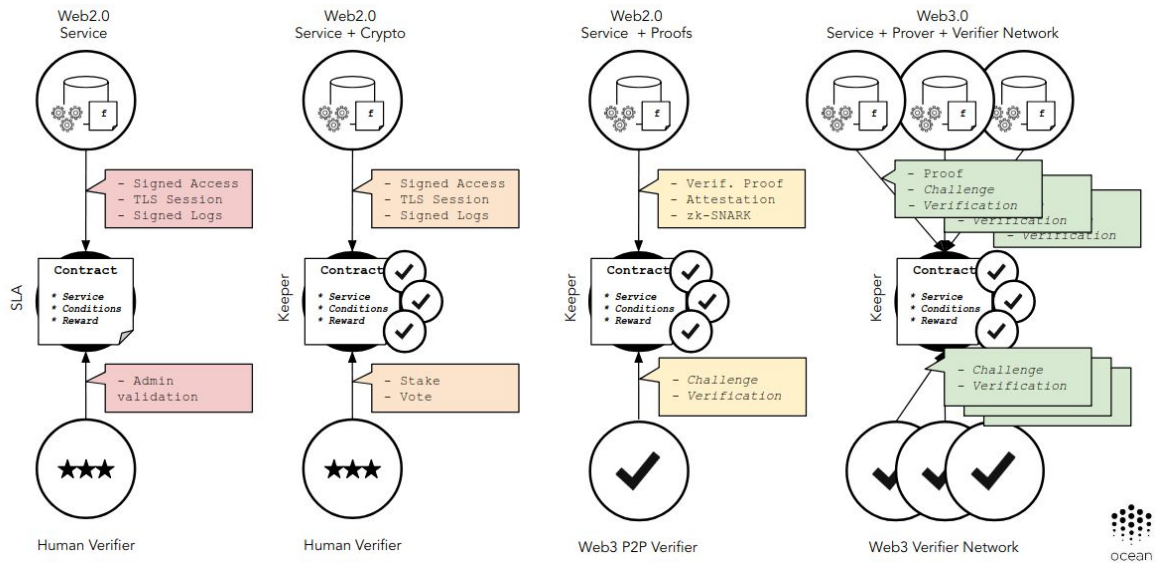 Web2.0
Service
f
- Signed Access
- TLS Session
- Signed Logs
SLA
Contract
* Service
* Conditions
* Reward
- Admin
validation
Human Verifier
Web2.0
Service + Crypto
f
- Signed Access
- TLS Session
- Signed Logs
Keeper
Contract
* Service
* Conditions
* Reward
- Stake
- Vote
Human Verifier
Web2.0
Service + Proofs
f
- Verif. Proof
- Attestation
- zk-SNARK
Keeper
Contract
* Service
* Conditions
* Reward
- Challenge
- Verification
Web3 P2P Verifier
Web3.0
Service + Prover + Verifier Network
f
f
f
- Proof
- Challenge
- Verification
- Verification
- Verification
Keeper
Contract
* Service
* Conditions
* Reward
- Challenge
- Verification
Web3 Verifier Network
ocean